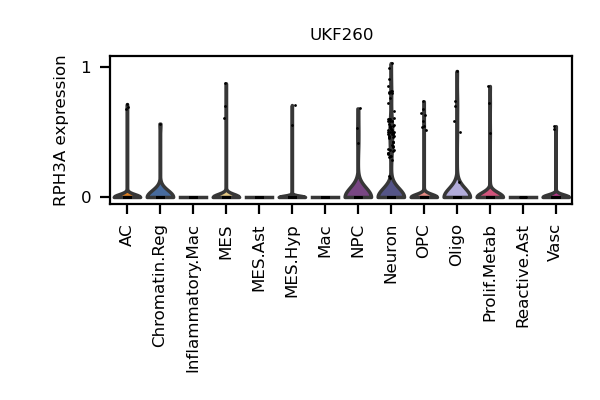 UKF260
RPH3A expression
1
0
AC
Chromatin.Reg
Inflammatory.Mac
MES
MES.Ast
MES.Hyp
Mac
NPC
Neuron
OPC
Oligo
Prolif.Metab
Reactive.Ast
Vasc